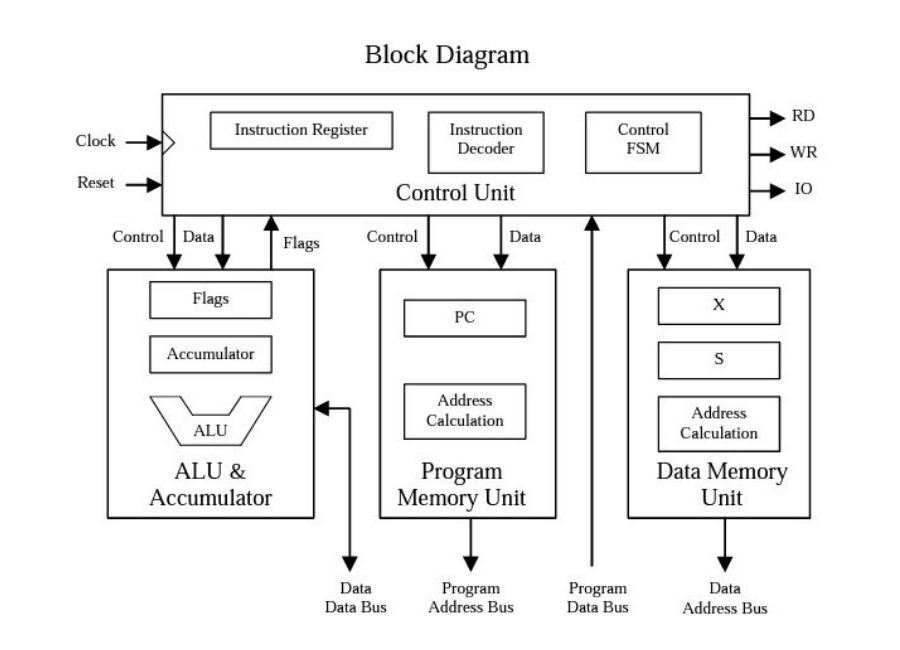 Block Diagram
Clock
Reset
Instruction Register
Instruction
Decoder
Control
FSM
Control Unit
RD
WR
IO
Control
Data
Flags
Control
Data
Control
Data
Flags
Accumulator
ALU
ALU &
Accumulator
PC
Address
Calculation
Program
Memory Unit
X
S
Address
Calculation
Data Memory
Unit
Data
Data Bus
Program
Address Bus
Program
Data Bus
Data
Address Bus